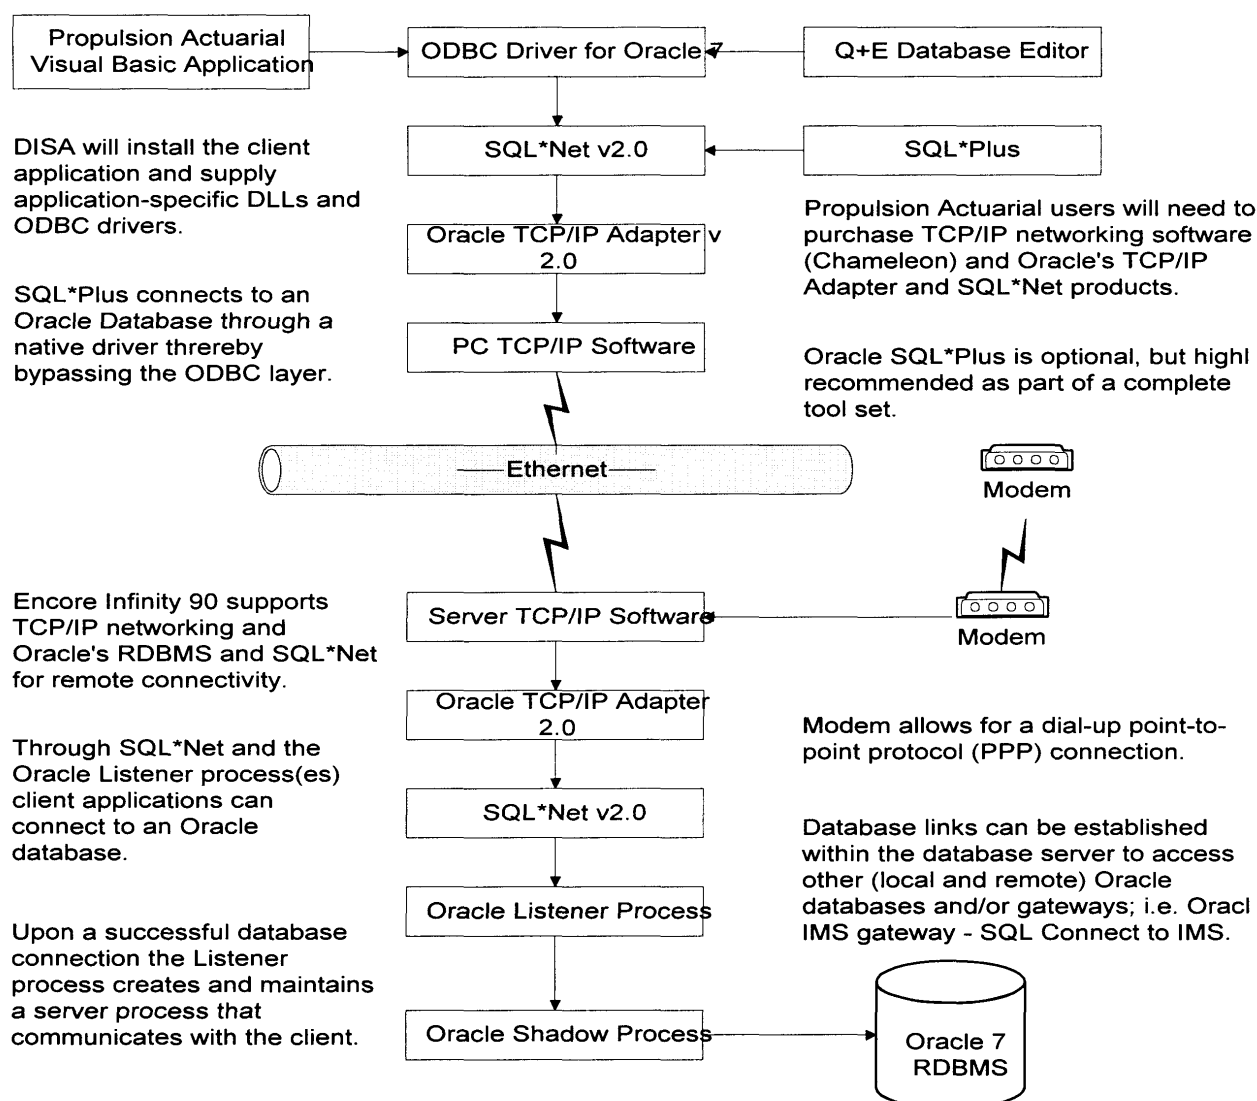 Propulsion Actuarial
Visual Basic Application
ODBC Driver for Oracle 7
Q+E Database Editor
DISA will install the client
application and supply
application-specific DLLs and
ODBC drivers.
SQL*Net v2.0
SQL*Plus
Oracle TCP/IP Adapter v
2.0
Propulsion Actuarial users will need to
purchase TCP/IP networking software
(Chameleon) and Oracle's TCP/IP
Adapter and SQL*Net products.
SQL*Plus connects to an
Oracle Database through a
native driver threreby
bypassing the ODBC layer.
PC TCP/IP Software
Oracle SQL*Plus is optional, but highl
recommended as part of a complete
tool set.
Ethernet
Modem
Encore Infinity 90 supports
TCP/IP networking and
Oracle's RDBMS and SQL*Net
for remote connectivity.
Server TCP/IP Software
Modem
Oracle TCP/IP Adapter
2.0
Modem allows for a dial-up point-to-
point protocol (PPP) connection.
Through SQL*Net and the
Oracle Listener process(es)
client applications can
connect to an Oracle
database.
SQL*Net v2.0
Database links can be established
within the database server to access
other (local and remote) Oracle
databases and/or gateways; i.e. Oracl
IMS gateway - SQL Connect to IMS.
Oracle Listener Process
Upon a successful database
connection the Listener
process creates and maintains
a server process that
communicates with the client.
Oracle Shadow Process
Oracle 7
RDBMS